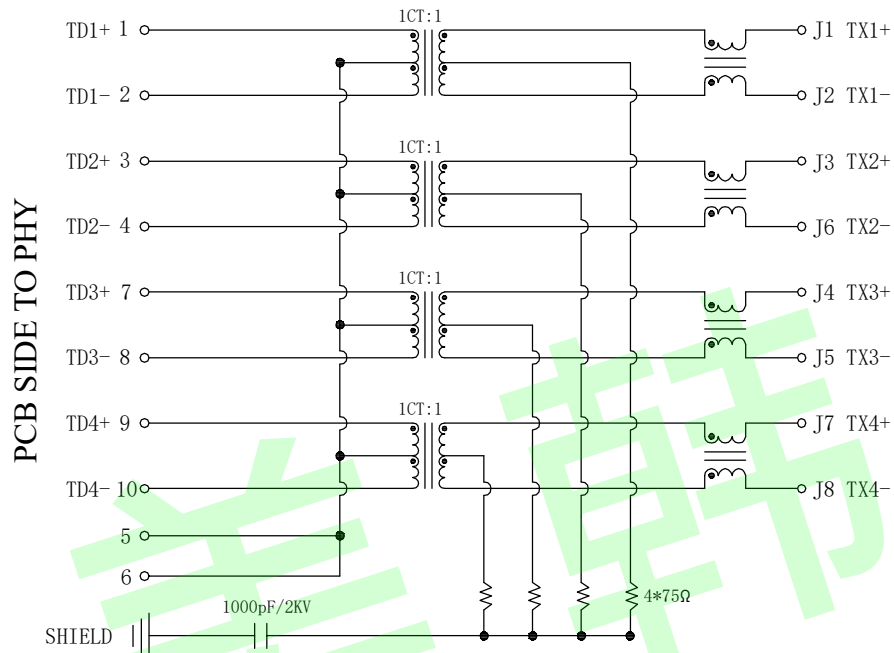 1CT:1
TD1+ 1 J1 TX1+
TD1- 2 J2 TX1-
1CT:1
TD2+ 3 J3 TX2+
TD2- 4 J6 TX2-
1CT:1
TD3+ 7 J4 TX3+
TD3- 8 J5 TX3-
1CT:1
TD4+ 9 J7 TX4+
TD4- 10 J8 TX4-
5
6
PCB SIDE TO PHY
1000pF/2KV
4*75Ω
SHIELD
美 韩